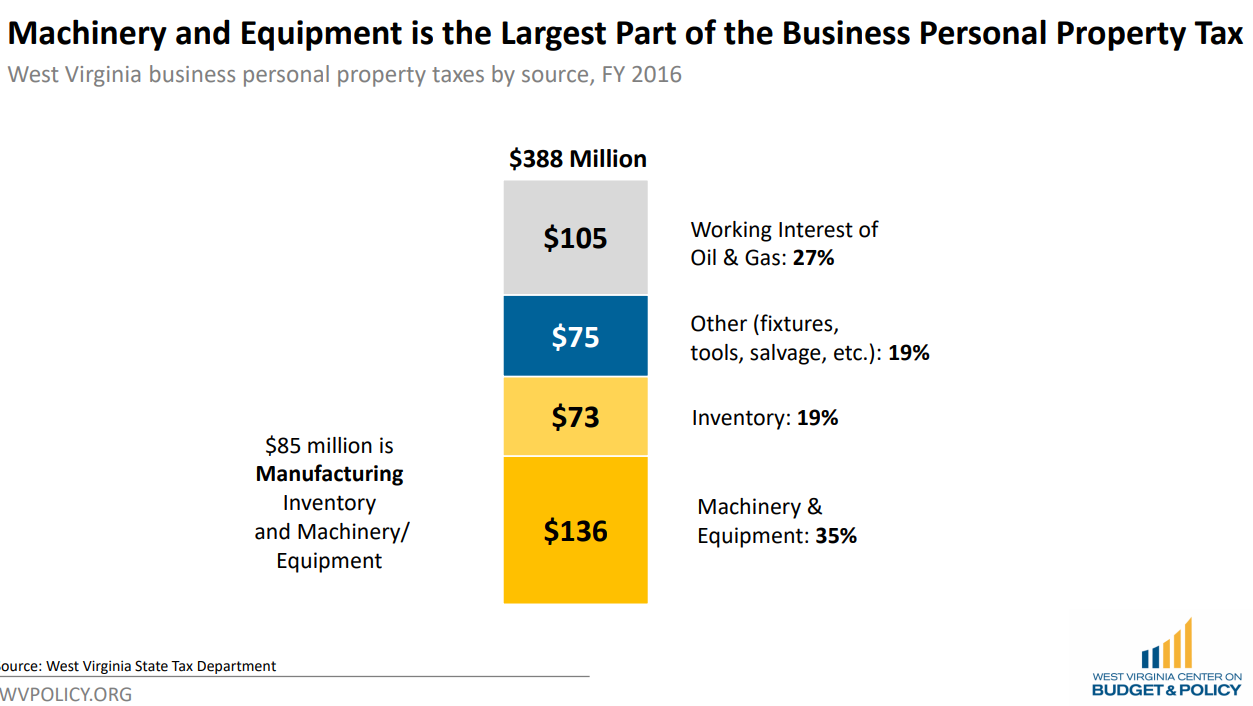 Machinery and Equipment is the Largest Part of the Business Personal Property Tax
West Virginia business personal property taxes by source, FY 2016
$388 Million
$105
Working Interest of
Oil & Gas: 27%
$75
Other (fixtures,
tools, salvage, etc.): 19%
$73
Inventory: 19%
$85 million is
Manufacturing
Inventory
and Machinery/
Equipment
$136
Machinery &
Equipment: 35%
ource: West Virginia State Tax Department
WVPOLICY.ORG
WEST VIRGINIA CENTER ON
BUDGET & POLICY